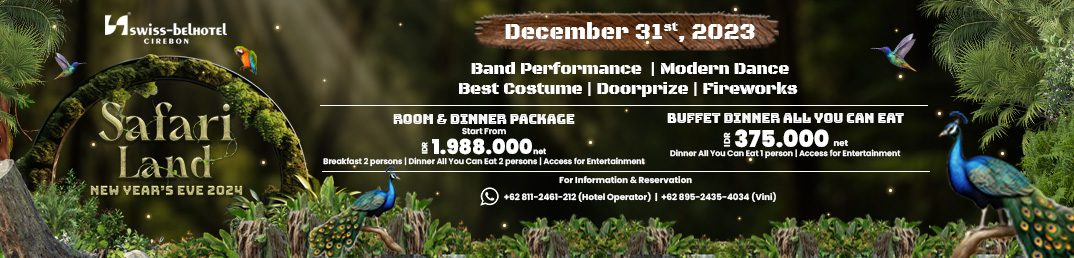 swiss-belhotel
CIREBON
Safari
Land
NEW YEAR'S EVE 2024
December 31st, 2023
Band Performance | Modern Dance
Best Costume | Doorprize | Fireworks
ROOM & DINNER PACKAGE
Start From
IDR 1.988.000 net
Breakfast 2 persons | Dinner All You Can Eat 2 persons | Access for Entertainment
BUFFET DINNER ALL YOU CAN EAT
IDR 375.000 net
Dinner All You Can Eat 1 person | Access for Entertainment
For Information & Reservation
+62 811-2461-212 (Hotel Operator) | +62 895-2435-4034 (Vini)